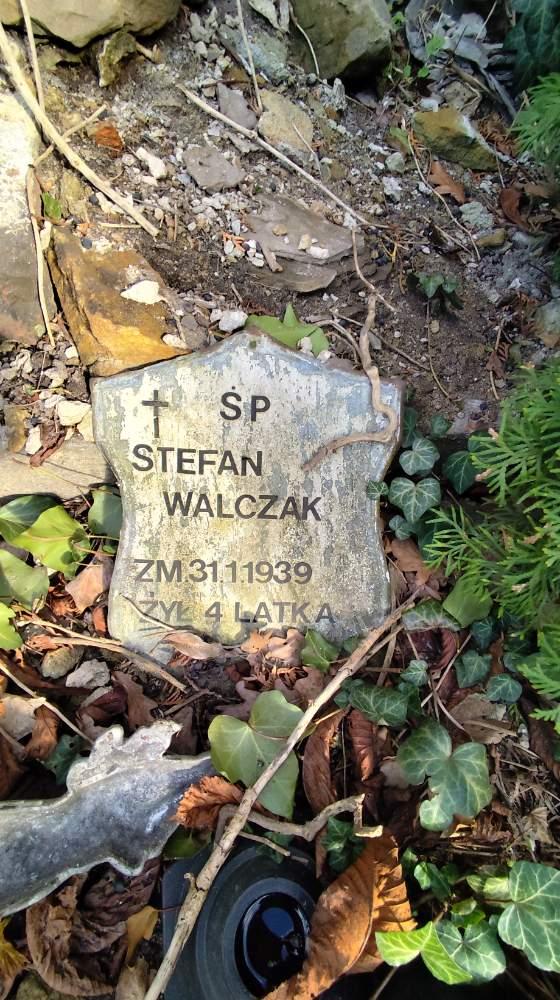 ŚP
STEFAN
WALCZAK
ZM.31.1 1939
ŻYŁ 4 LATKA